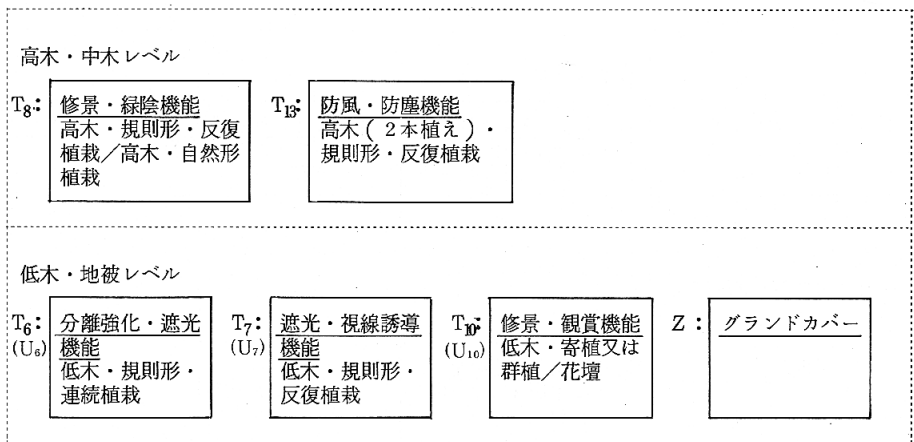 高木・中木レベル
T8: 修景・緑陰機能
高木・規則形・反復
植栽/高木・自然形
植栽
T13: 防風・防塵機能
高木(2本植え)・
規則形・反復植栽
低木・地被レベル
T6: 分離強化・遮光
(U6) 機能
低木・規則形・
連続植栽
T7: 遮光・視線誘導
(U7) 機能
低木・規則形・
反復植栽
T10: 修景・観賞機能
(U10) 低木・寄植又は
群植/花壇
Z: グランドカバー